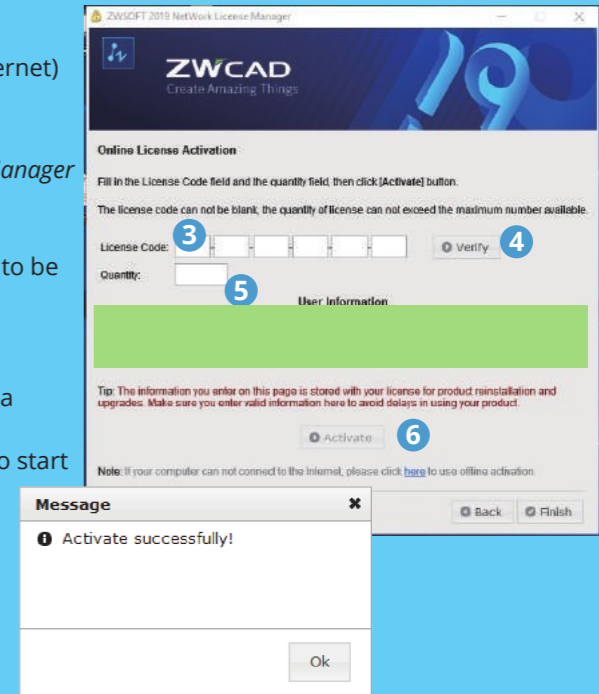 ernet)
Manager
to be
a
o start
ZWSOFT 2019 NetWork License Manager
ZWCAD
Create Amazing Things
Online License Activation
Fill in the License Code field and the quantity field, then click [Activate] button.
The license code can not be blank, the quantity of license can not exceed the maximum number available.
License Code: 3 - - - - - Verify 4
Quantity: 5
User Information
Tip: The information you enter on this page is stored with your license for product reinstallation and
upgrades. Make sure you enter valid information here to avoid delays in using your product.
Activate 6
Note: If your computer can not connect to the Internet, please click here to use offline activation
Back Finish
Message
Activate successfully!
Ok